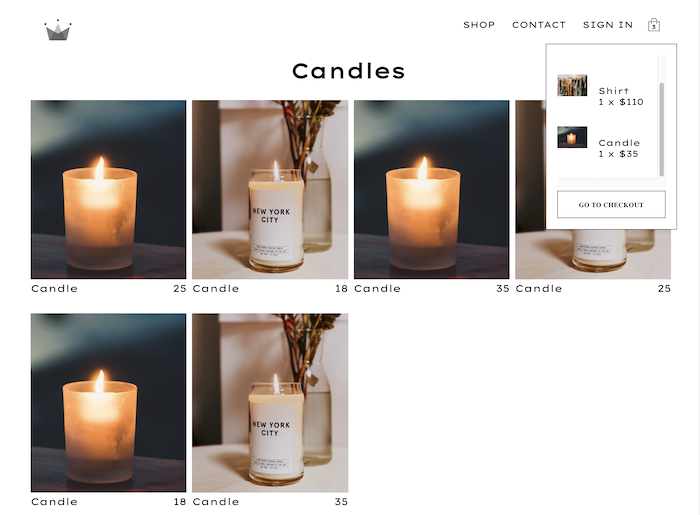 SHOP CONTACT SIGN IN 3
Candles
Shirt
1 x $110
Candle
1 x $35
GO TO CHECKOUT
NEW YORK
CITY
Candle 25
Candle 18
Candle 35
Candle 25
NEW YORK
CITY
Candle 18
Candle 35